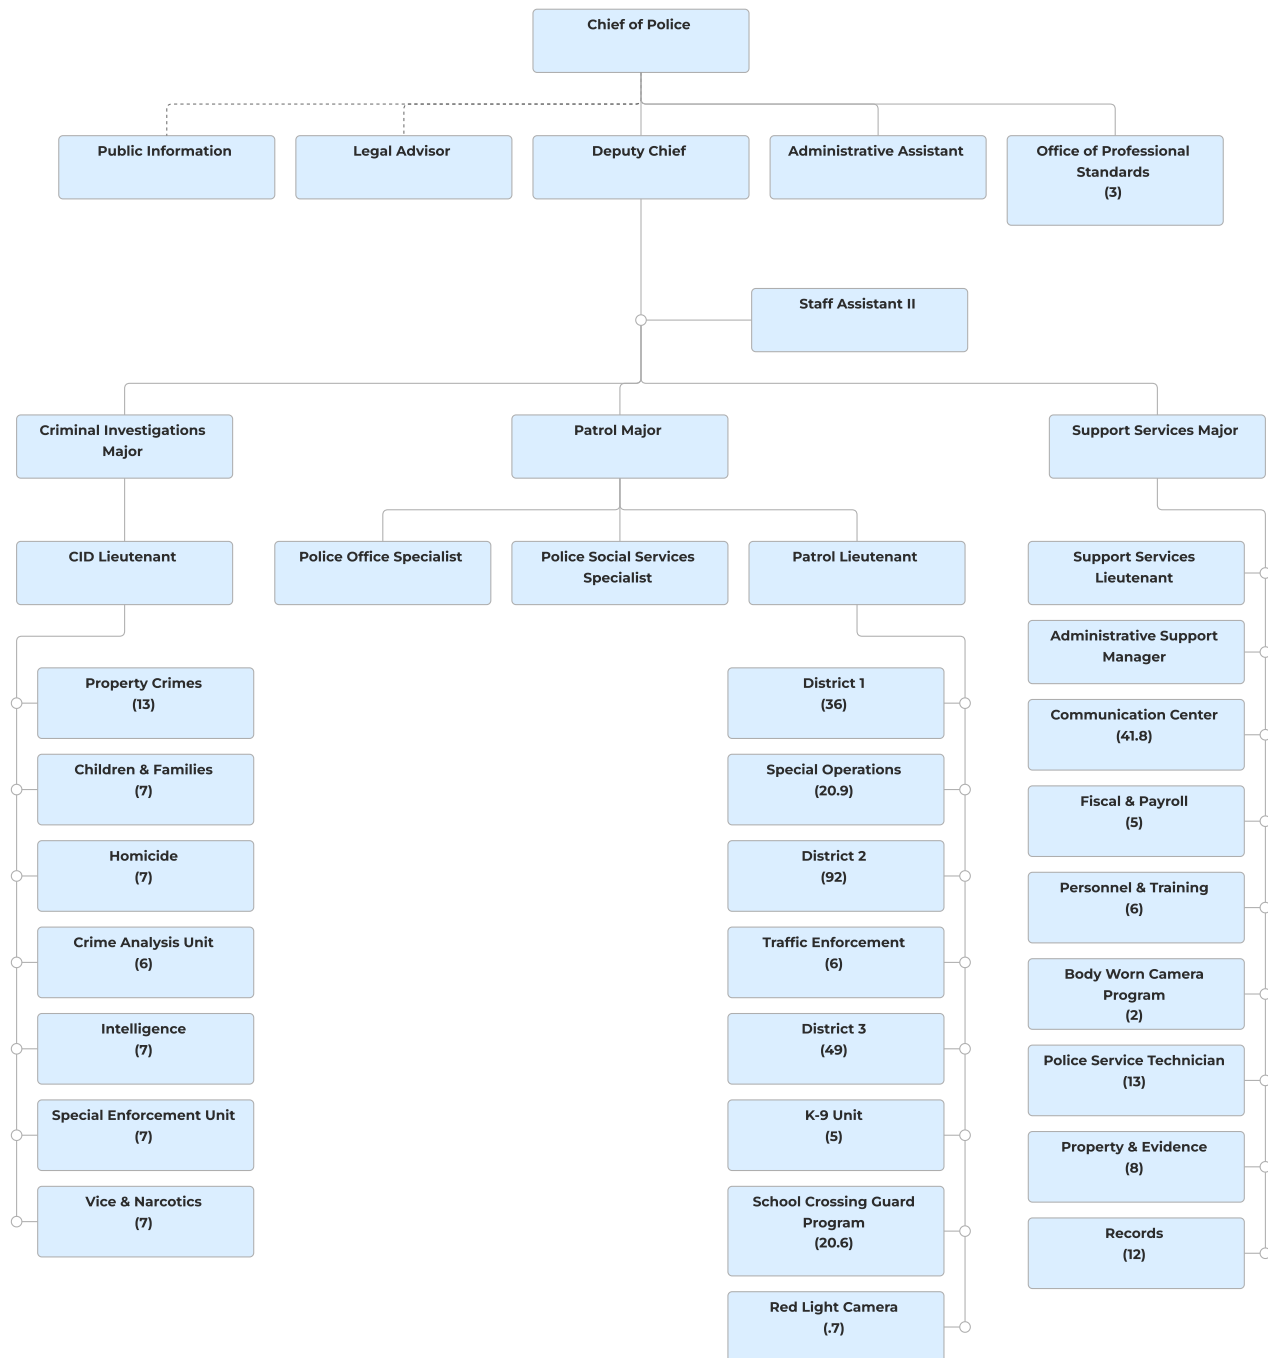 Chief of Police
Public Information
Legal Advisor
Deputy Chief
Administrative Assistant
Office of Professional
Standards
(3)
Staff Assistant II
Criminal Investigations
Major
Patrol Major
Support Services Major
CID Lieutenant
Police Office Specialist
Police Social Services
Specialist
Patrol Lieutenant
Property Crimes
(13)
Children & Families
(7)
Homicide
(7)
Crime Analysis Unit
(6)
Intelligence
(7)
Special Enforcement Unit
(7)
Vice & Narcotics
(7)
District 1
(36)
Special Operations
(20.9)
District 2
(92)
Traffic Enforcement
(6)
District 3
(49)
K-9 Unit
(5)
School Crossing Guard
Program
(20.6)
Red Light Camera
(.7)
Support Services
Lieutenant
Administrative Support
Manager
Communication Center
(41.8)
Fiscal & Payroll
(5)
Personnel & Training
(6)
Body Worn Camera
Program
(2)
Police Service Technician
(13)
Property & Evidence
(8)
Records
(12)